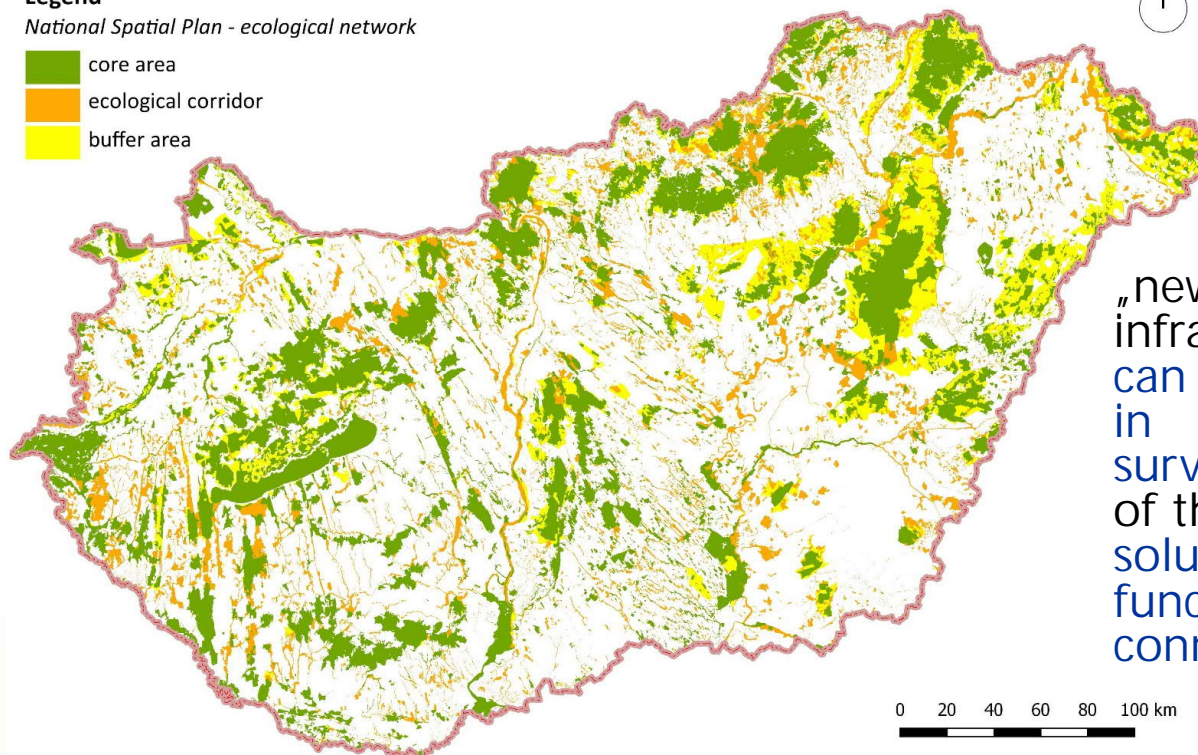 Legend
National Spatial Plan - ecological network
core area
ecological corridor
buffer area
„new
infra
can
in
surv
of th
solu
func
conn
0 20 40 60 80 100 km